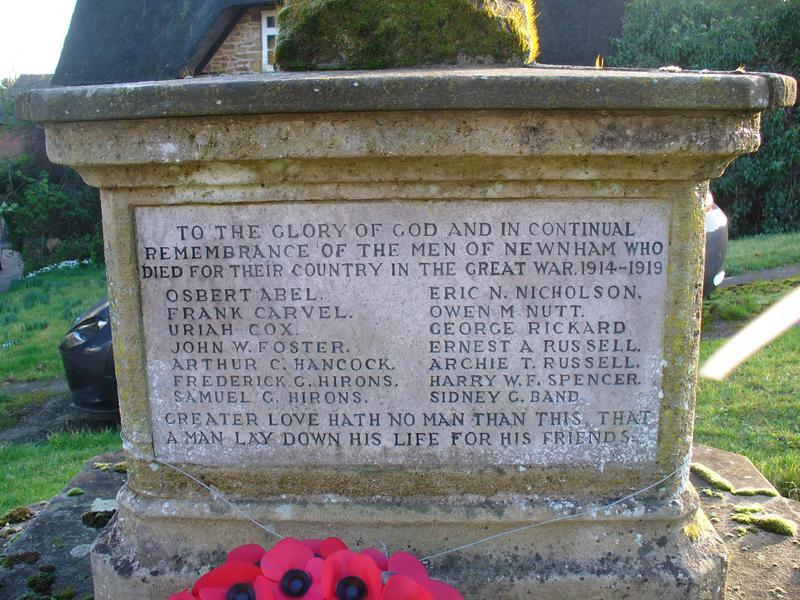 TO THE GLORY OF GOD AND IN CONTINUAL
REMEMBRANCE OF THE MEN OF NEWNHAM WHO
DIED FOR THEIR COUNTRY IN THE GREAT WAR. 1914-1919
OSBERT ABEL.
FRANK CARVEL.
URIAH COX.
JOHN W. FOSTER.
ARTHUR C. HANCOCK.
FREDERICK G. HIRONS.
SAMUEL G. HIRONS.
ERIC N. NICHOLSON.
OWEN M NUTT.
GEORGE RICKARD
ERNEST A RUSSELL.
ARCHIE T. RUSSELL.
HARRY W. F. SPENCER.
SIDNEY G. BAND.
GREATER LOVE HATH NO MAN THAN THIS, THAT
A MAN LAY DOWN HIS LIFE FOR HIS FRIENDS.